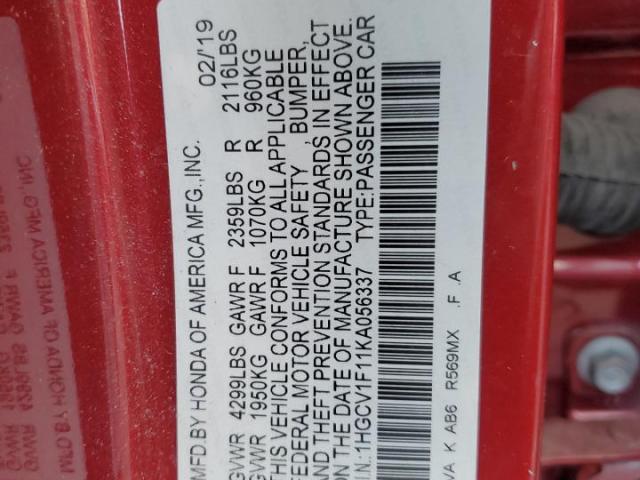 MFD.BY HONDA OF AMERICA MFG.,INC. 02/'19
GVWR 4299LBS GAWR F 2359LBS R 2116LBS
GVWR 1950KG GAWR F 1070KG R 960KG
THIS VEHICLE CONFORMS TO ALL APPLICABLE
FEDERAL MOTOR VEHICLE SAFETY, BUMPER,
AND THEFT PREVENTION STANDARDS IN EFFECT
ON THE DATE OF MANUFACTURE SHOWN ABOVE.
V.I.N.:1HGCV1F11KA056337 TYPE:PASSENGER CAR
VA K AB6 R569MX .F .A